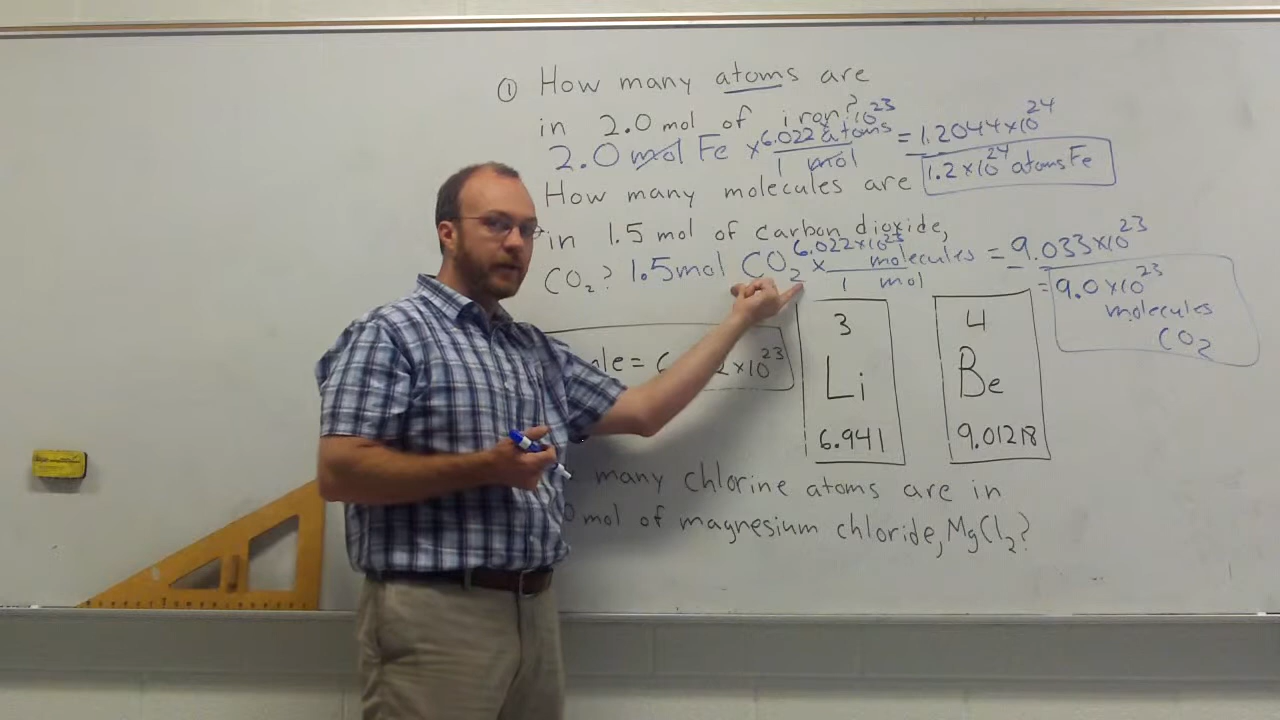 ① How many atoms are
in 2.0 mol of iron?
2.0 mol Fe × 6.022 × 10²³ atoms / 1 mol = 1.2044×10²⁴
1.2×10²⁴ atoms Fe
How many molecules are
in 1.5 mol of carbon dioxide,
CO₂? 1.5 mol CO₂ × 6.022×10²³ molecules / 1 mol = 9.033×10²³
= 9.0×10²³
molecules
CO₂
= ×10²³
3
Li
6.941
4
Be
9.01218
many chlorine atoms are in
mol of magnesium chloride, MgCl₂?